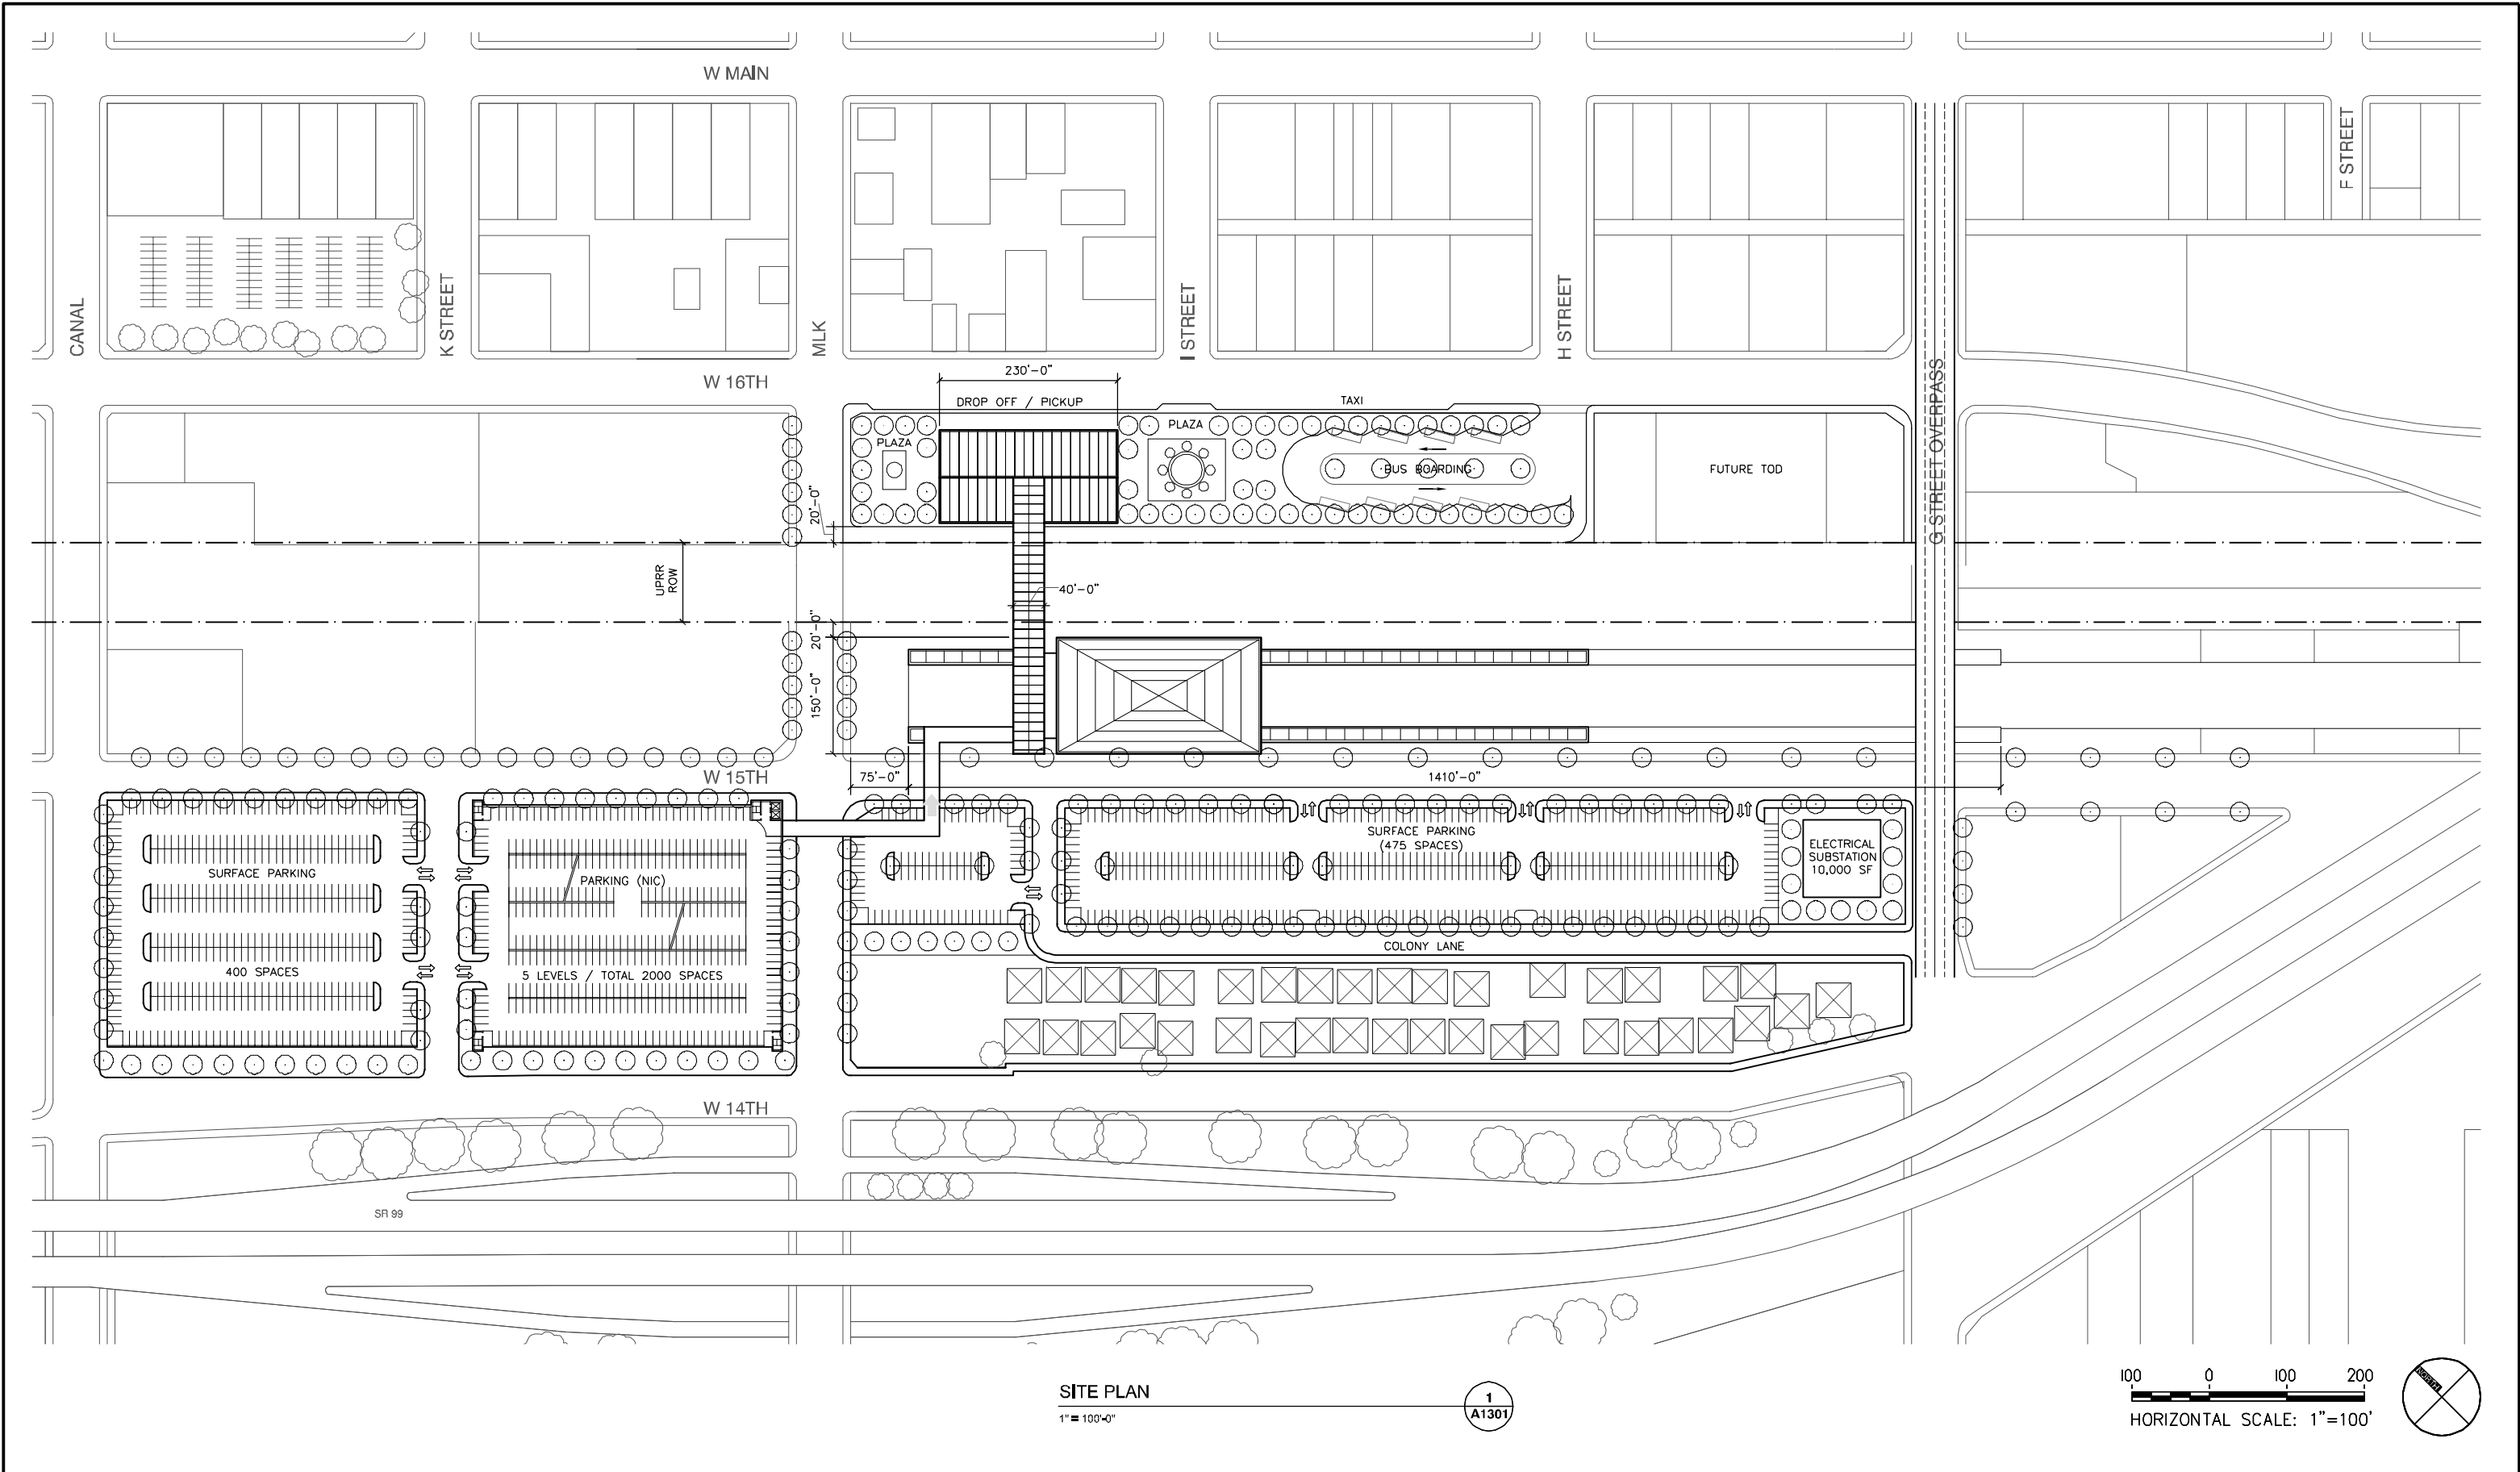 W MAIN
F STREET
CANAL
K STREET
MLK
I STREET
H STREET
G STREET OVERPASS
W 16TH
230'-0"
DROP OFF / PICKUP
TAXI
PLAZA
PLAZA
BUS BOARDING
FUTURE TOD
20'-0"
UPRR
ROW
40'-0"
20'-0"
150'-0"
W 15TH
75'-0"
1410'-0"
SURFACE PARKING
(475 SPACES)
ELECTRICAL
SUBSTATION
10,000 SF
SURFACE PARKING
PARKING (NIC)
COLONY LANE
400 SPACES
5 LEVELS / TOTAL 2000 SPACES
W 14TH
SR 99
SITE PLAN
1" = 100'-0"
1
A1301
100 0 100 200
HORIZONTAL SCALE: 1"=100'
NORTH